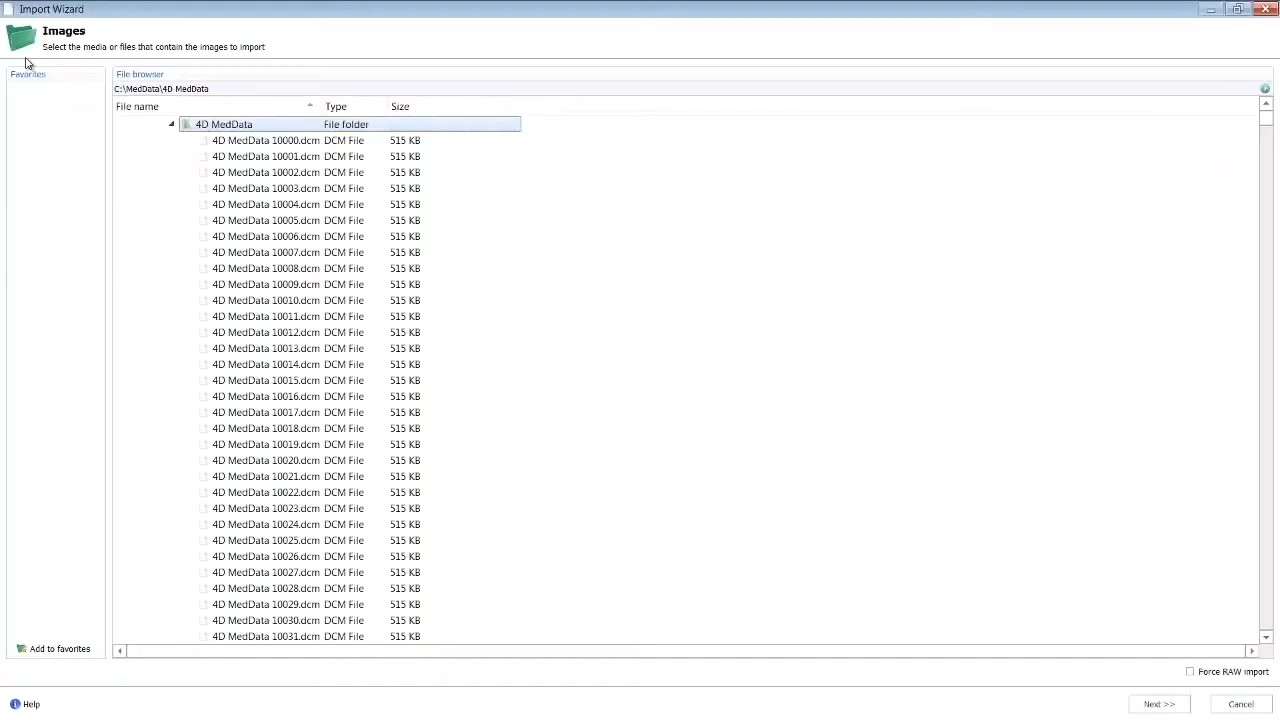 Import Wizard
Images
Select the media or files that contain the images to import
Favorites
File browser
C:\MedData\4D MedData
File name Type Size
4D MedData File folder
4D MedData 10000.dcm DCM File 515 KB
4D MedData 10001.dcm DCM File 515 KB
4D MedData 10002.dcm DCM File 515 KB
4D MedData 10003.dcm DCM File 515 KB
4D MedData 10004.dcm DCM File 515 KB
4D MedData 10005.dcm DCM File 515 KB
4D MedData 10006.dcm DCM File 515 KB
4D MedData 10007.dcm DCM File 515 KB
4D MedData 10008.dcm DCM File 515 KB
4D MedData 10009.dcm DCM File 515 KB
4D MedData 10010.dcm DCM File 515 KB
4D MedData 10011.dcm DCM File 515 KB
4D MedData 10012.dcm DCM File 515 KB
4D MedData 10013.dcm DCM File 515 KB
4D MedData 10014.dcm DCM File 515 KB
4D MedData 10015.dcm DCM File 515 KB
4D MedData 10016.dcm DCM File 515 KB
4D MedData 10017.dcm DCM File 515 KB
4D MedData 10018.dcm DCM File 515 KB
4D MedData 10019.dcm DCM File 515 KB
4D MedData 10020.dcm DCM File 515 KB
4D MedData 10021.dcm DCM File 515 KB
4D MedData 10022.dcm DCM File 515 KB
4D MedData 10023.dcm DCM File 515 KB
4D MedData 10024.dcm DCM File 515 KB
4D MedData 10025.dcm DCM File 515 KB
4D MedData 10026.dcm DCM File 515 KB
4D MedData 10027.dcm DCM File 515 KB
4D MedData 10028.dcm DCM File 515 KB
4D MedData 10029.dcm DCM File 515 KB
4D MedData 10030.dcm DCM File 515 KB
4D MedData 10031.dcm DCM File 515 KB
Add to favorites
Force RAW import
Help
Next >>
Cancel